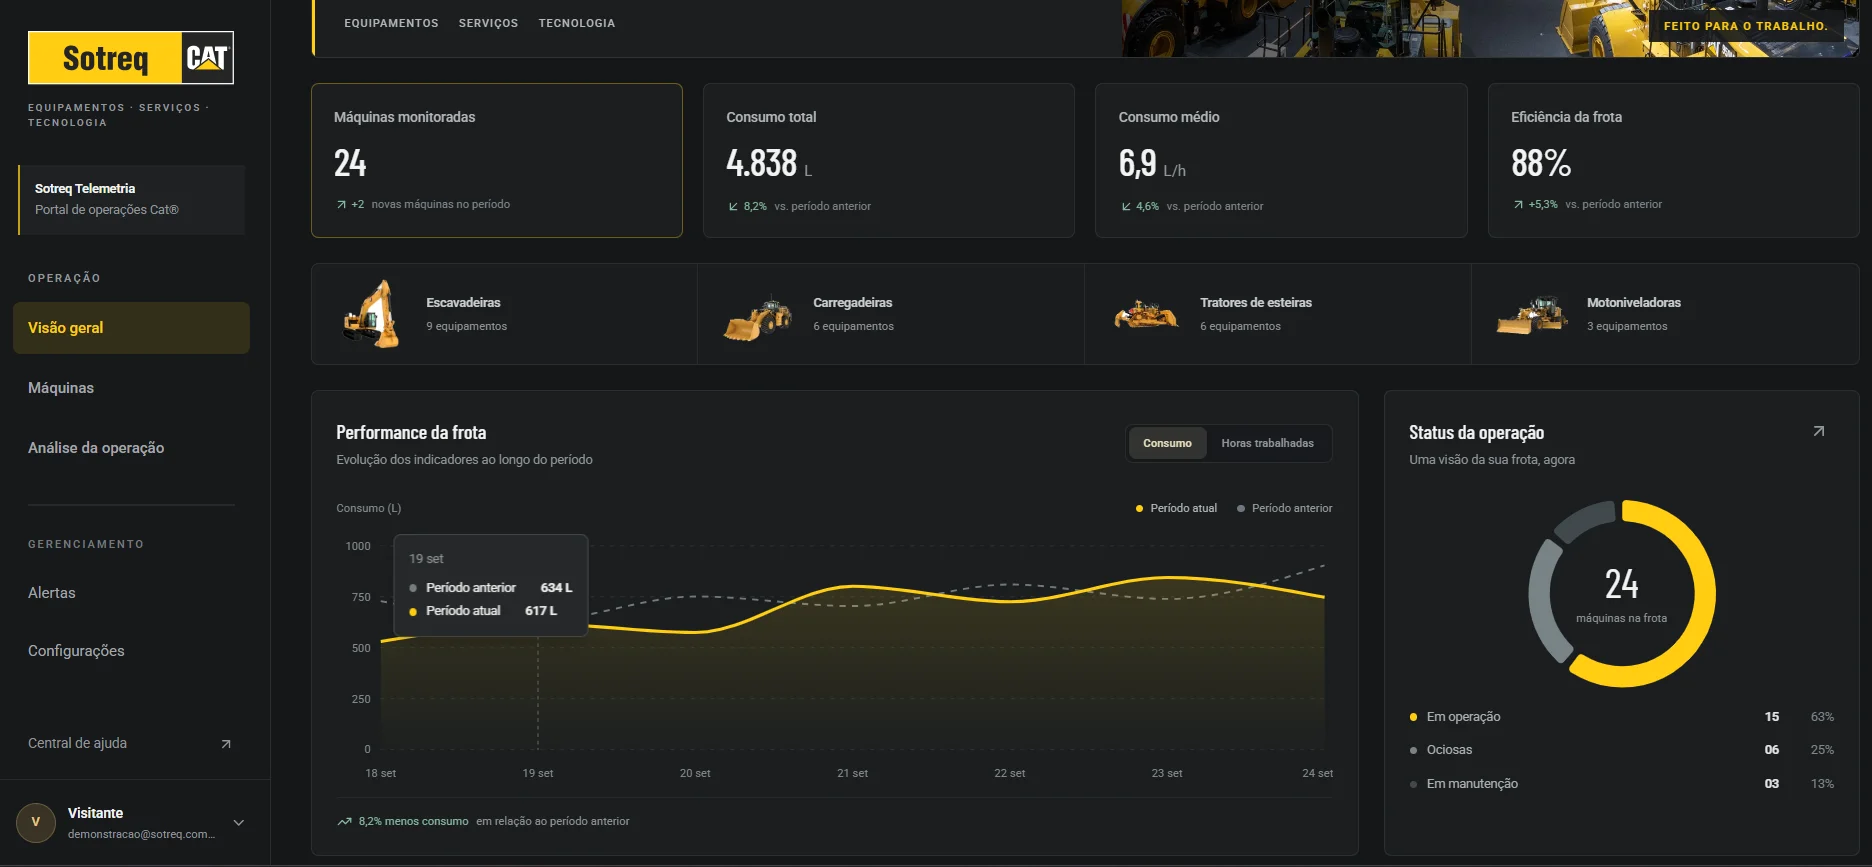 Sotreq CAT
EQUIPAMENTOS · SERVIÇOS ·
TECNOLOGIA
Sotreq Telemetria
Portal de operações Cat®
OPERAÇÃO
Visão geral
Máquinas
Análise da operação
GERENCIAMENTO
Alertas
Configurações
Central de ajuda
V
Visitante
demonstracao@sotreq.com...
EQUIPAMENTOS SERVIÇOS TECNOLOGIA
FEITO PARA O TRABALHO.
Máquinas monitoradas
24
+2 novas máquinas no período
Consumo total
4.838 L
8,2% vs. período anterior
Consumo médio
6,9 L/h
4,6% vs. período anterior
Eficiência da frota
88%
+5,3% vs. período anterior
Escavadeiras
9 equipamentos
Carregadeiras
6 equipamentos
Tratores de esteiras
6 equipamentos
Motoniveladoras
3 equipamentos
Performance da frota
Evolução dos indicadores ao longo do período
Consumo Horas trabalhadas
Consumo (L)
Período atual Período anterior
1000
750
500
250
0
19 set
Período anterior 634 L
Período atual 617 L
18 set 19 set 20 set 21 set 22 set 23 set 24 set
8,2% menos consumo em relação ao período anterior
Status da operação
Uma visão da sua frota, agora
24
máquinas na frota
Em operação 15 63%
Ociosas 06 25%
Em manutenção 03 13%